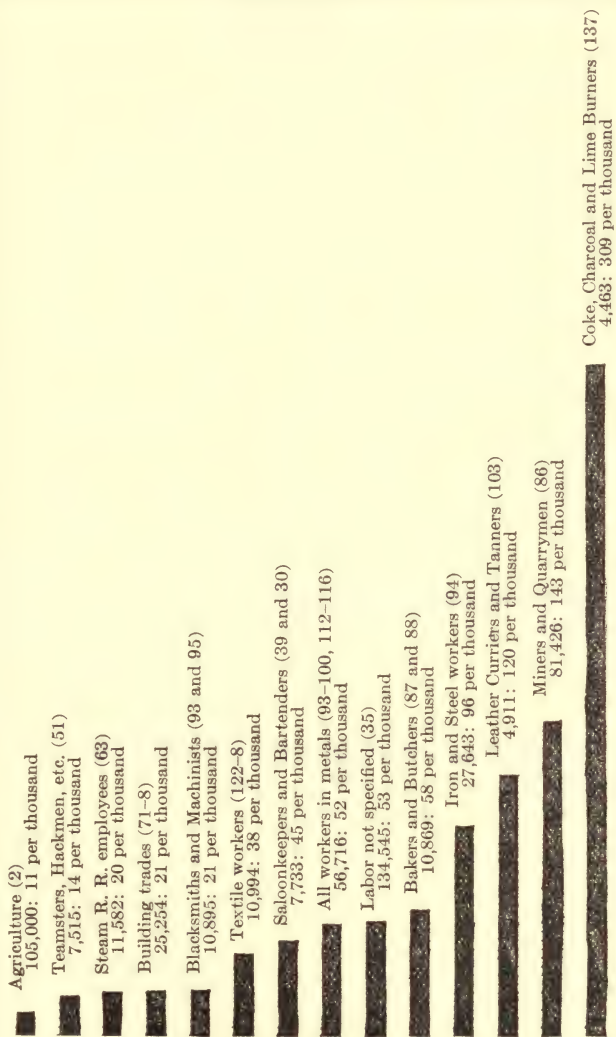 Agriculture (2)
105,000: 11 per thousand
Teamsters, Hackmen, etc. (51)
7,515: 14 per thousand
Steam R. R. employees (63)
11,582: 20 per thousand
Building trades (71–8)
25,254: 21 per thousand
Blacksmiths and Machinists (93 and 95)
10,895: 21 per thousand
Textile workers (122–8)
10,994: 38 per thousand
Saloonkeepers and Bartenders (39 and 30)
7,733: 45 per thousand
All workers in metals (93–100, 112–116)
56,716: 52 per thousand
Labor not specified (35)
134,545: 53 per thousand
Bakers and Butchers (87 and 88)
10,869: 58 per thousand
Iron and Steel workers (94)
27,643: 96 per thousand
Leather Curriers and Tanners (103)
4,911: 120 per thousand
Miners and Quarrymen (86)
81,426: 143 per thousand
Coke, Charcoal and Lime Burners (137)
4,463: 309 per thousand